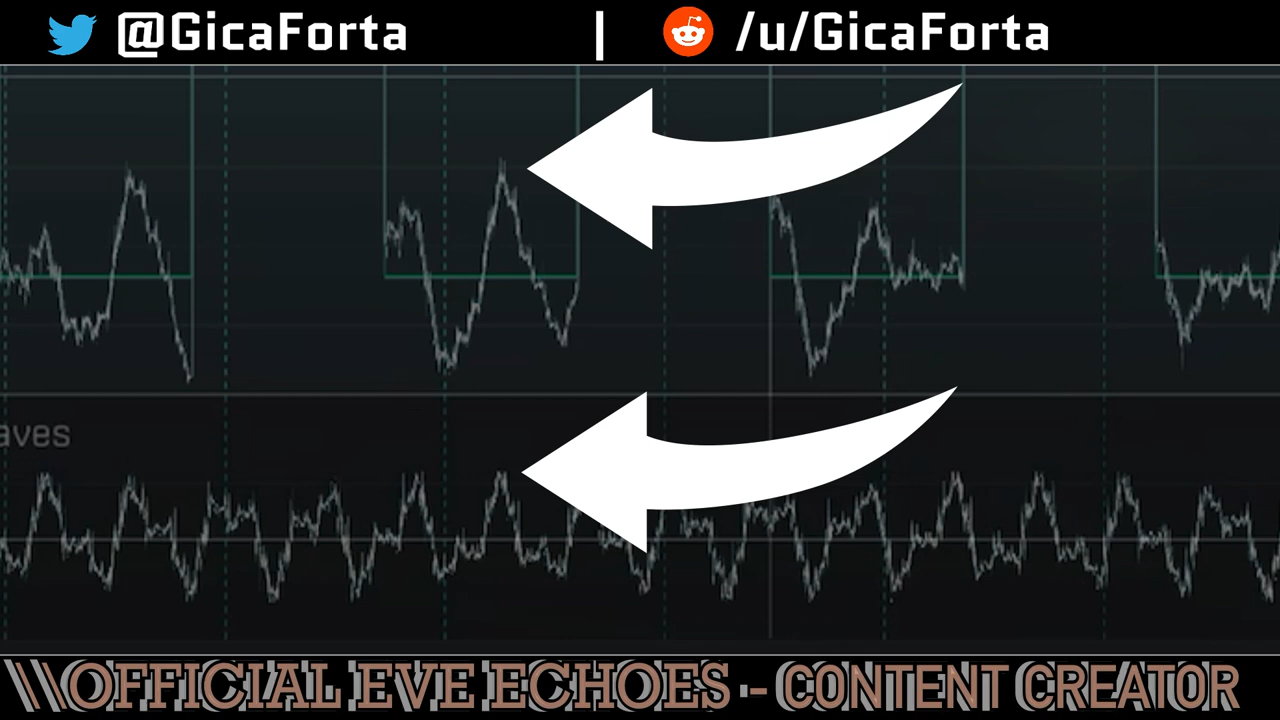 @GicaForta | /u/GicaForta
aves
\\OFFICIAL EVE ECHOES - CONTENT CREATOR